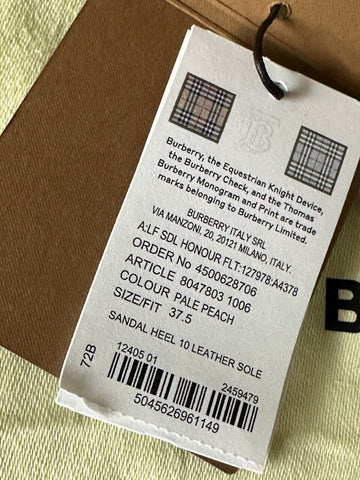 TB
Burberry, the Equestrian Knight Device,
the Burberry Check, and the Thomas
Burberry Monogram and Print are trade
marks belonging to Burberry Limited.
BURBERRY ITALY SRL
VIA MANZONI, 20, 20121 MILANO, ITALY.
A:LF SDL HONOUR FLT:127978:A4378
ORDER No 4500628706
ARTICLE 8047803 1006
COLOUR PALE PEACH
SIZE/FIT 37.5
SANDAL HEEL 10 LEATHER SOLE
72B
12405 01
2459479
5045626961149
B